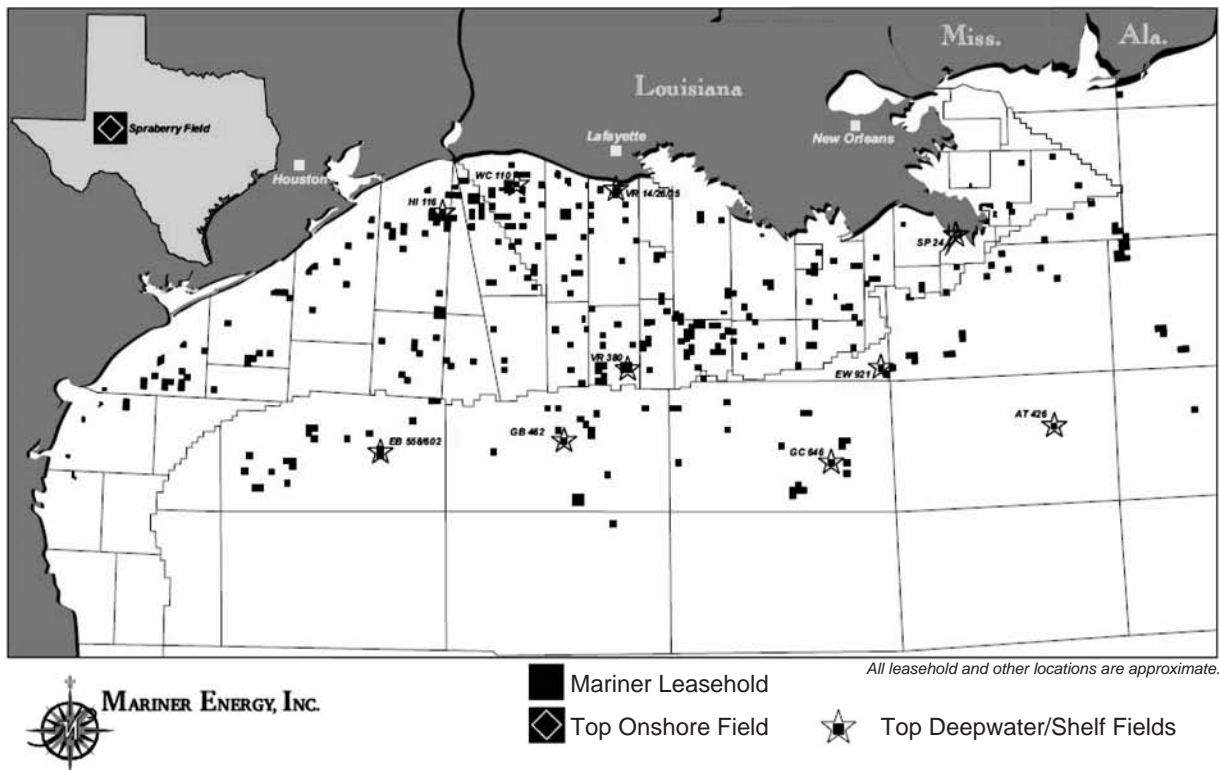 Miss.
Ala.
Louisiana
Spraberry Field
Lafayette
New Orleans
Houston
WC 110
VR 14/26/35
HI 116
SP 24
VR 380
EW 921
AT 426
EB 558/602
GB 462
GC 646
All leasehold and other locations are approximate.
MARINER ENERGY, INC.
Mariner Leasehold
Top Onshore Field
Top Deepwater/Shelf Fields